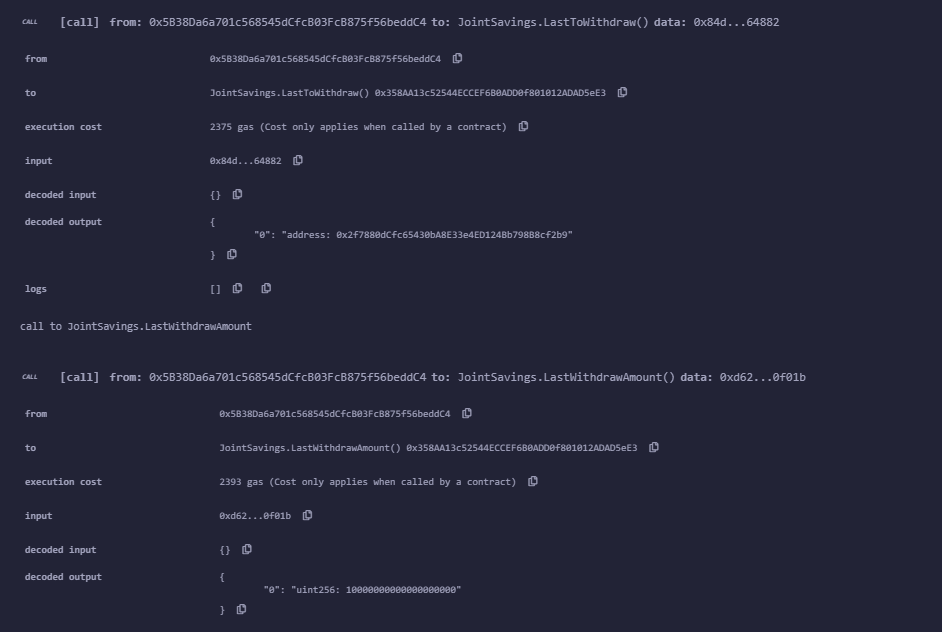 CALL [call] from: 0x5B38Da6a701c568545dCfcB03FcB875f56beddC4 to: JointSavings.LastToWithdraw() data: 0x84d...64882
from 0x5B38Da6a701c568545dCfcB03FcB875f56beddC4
to JointSavings.LastToWithdraw() 0x358AA13c52544ECCEF6B0ADD0f801012ADAD5eE3
execution cost 2375 gas (Cost only applies when called by a contract)
input 0x84d...64882
decoded input {}
decoded output {
"0": "address: 0x2f7880dCfc65430bA8E33e4ED124Bb798B8cf2b9"
}
logs []
call to JointSavings.LastWithdrawAmount
CALL [call] from: 0x5B38Da6a701c568545dCfcB03FcB875f56beddC4 to: JointSavings.LastWithdrawAmount() data: 0xd62...0f01b
from 0x5B38Da6a701c568545dCfcB03FcB875f56beddC4
to JointSavings.LastWithdrawAmount() 0x358AA13c52544ECCEF6B0ADD0f801012ADAD5eE3
execution cost 2393 gas (Cost only applies when called by a contract)
input 0xd62...0f01b
decoded input {}
decoded output {
"0": "uint256: 10000000000000000000"
}